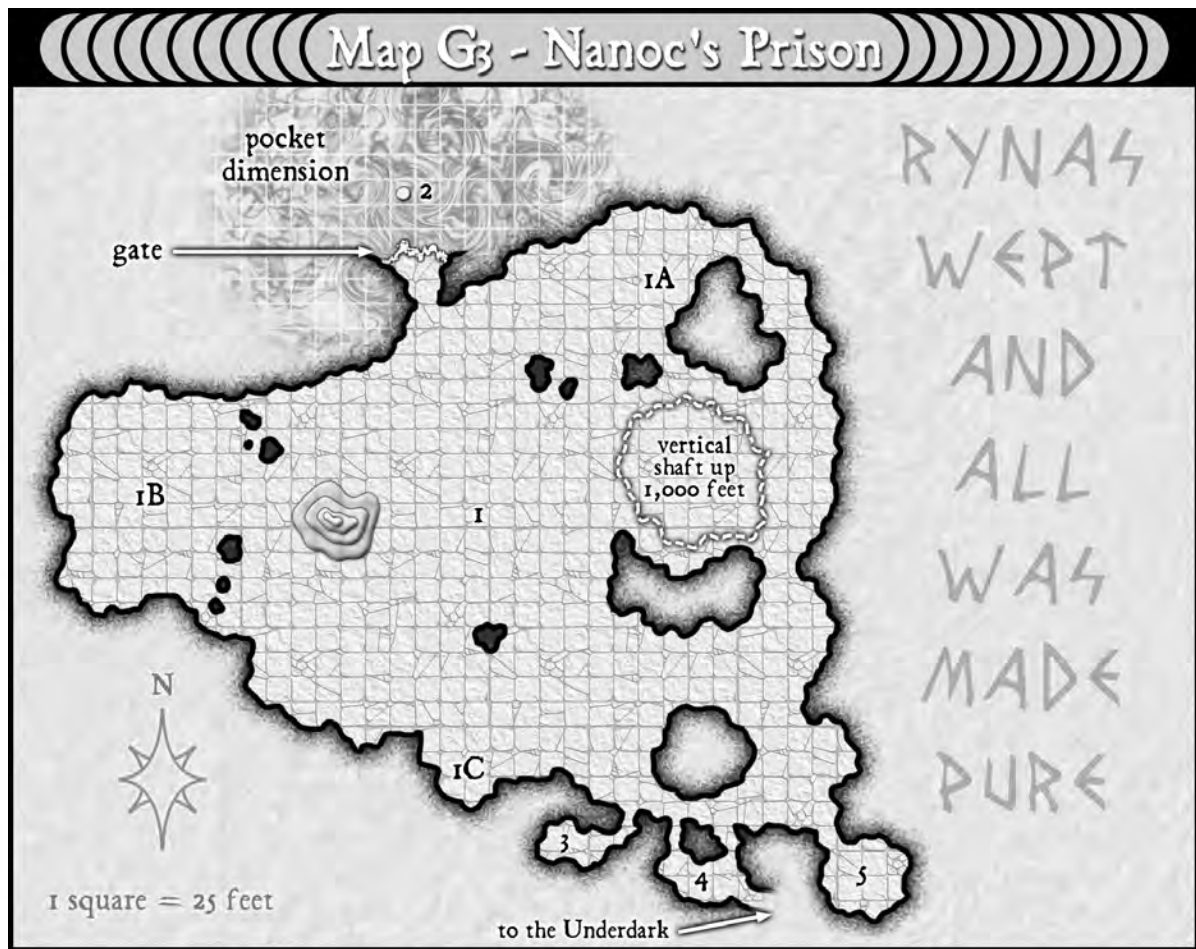 Map G3 - Nanoc's Prison
pocket
dimension
2
gate
1A
vertical
shaft up
1,000 feet
1B
1
1C
3
4
5
N
1 square = 25 feet
to the Underdark
RYNAS
WEPT
AND
ALL
WAS
MADE
PURE